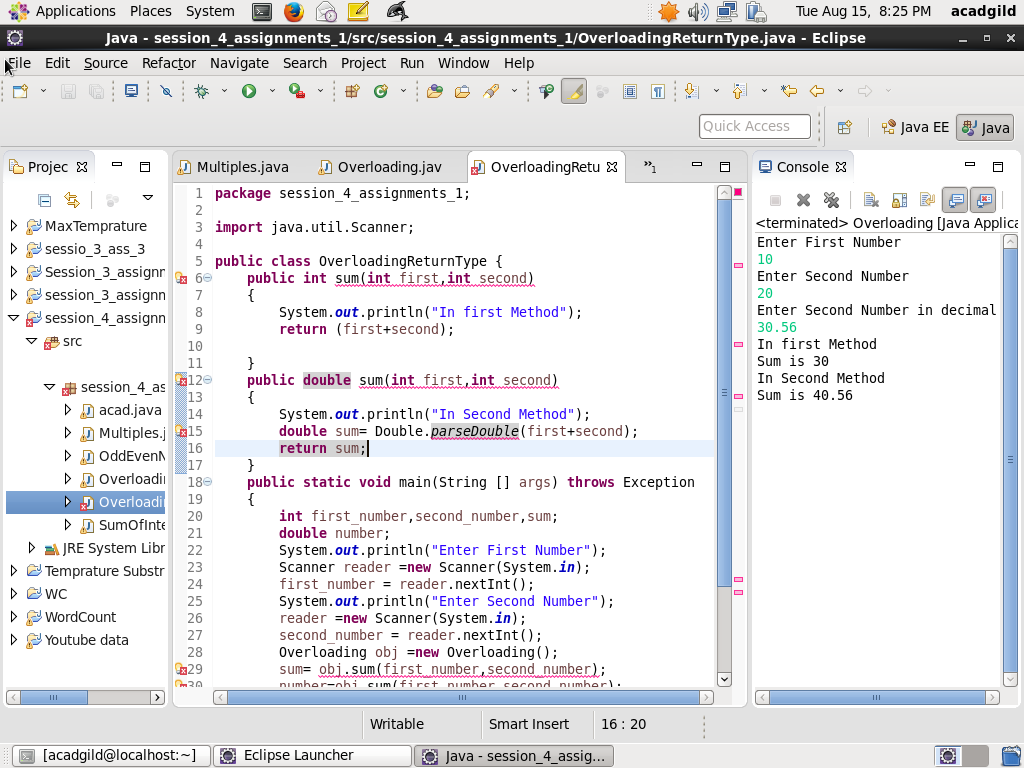 Applications Places System Tue Aug 15, 8:25 PM acadgild
Java - session_4_assignments_1/src/session_4_assignments_1/OverloadingReturnType.java - Eclipse
File Edit Source Refactor Navigate Search Project Run Window Help
Quick Access Java EE Java
Projec
MaxTemprature
sessio_3_ass_3
Session_3_assignm
session_3_assignm
session_4_assignm
src
session_4_as
acad.java
Multiples.j
OddEvenN
Overloadi
Overloadi
SumOfInte
JRE System Libr
Temprature Substr
WC
WordCount
Youtube data
Multiples.java Overloading.jav OverloadingRetu »1
1 package session_4_assignments_1;
2
3 import java.util.Scanner;
4
5 public class OverloadingReturnType {
6 public int sum(int first,int second)
7 {
8 System.out.println("In first Method");
9 return (first+second);
10
11 }
12 public double sum(int first,int second)
13 {
14 System.out.println("In Second Method");
15 double sum= Double.parseDouble(first+second);
16 return sum;
17 }
18 public static void main(String [] args) throws Exception
19 {
20 int first_number,second_number,sum;
21 double number;
22 System.out.println("Enter First Number");
23 Scanner reader =new Scanner(System.in);
24 first_number = reader.nextInt();
25 System.out.println("Enter Second Number");
26 reader =new Scanner(System.in);
27 second_number = reader.nextInt();
28 Overloading obj =new Overloading();
29 sum= obj.sum(first_number,second_number);
30 number=obj.sum(first_number,second_number);
Console
<terminated> Overloading [Java Applica
Enter First Number
10
Enter Second Number
20
Enter Second Number in decimal
30.56
In first Method
Sum is 30
In Second Method
Sum is 40.56
Writable Smart Insert 16 : 20
[acadgild@localhost:~] Eclipse Launcher Java - session_4_assig...